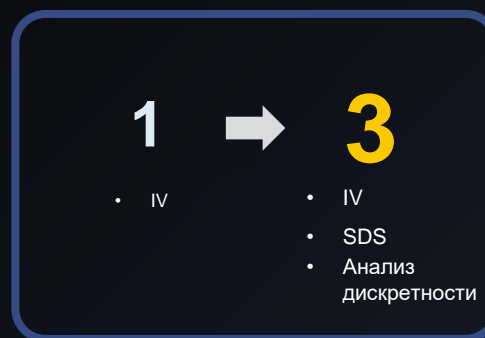 1 3
• IV
• IV
• SDS
• Анализ
дискретности